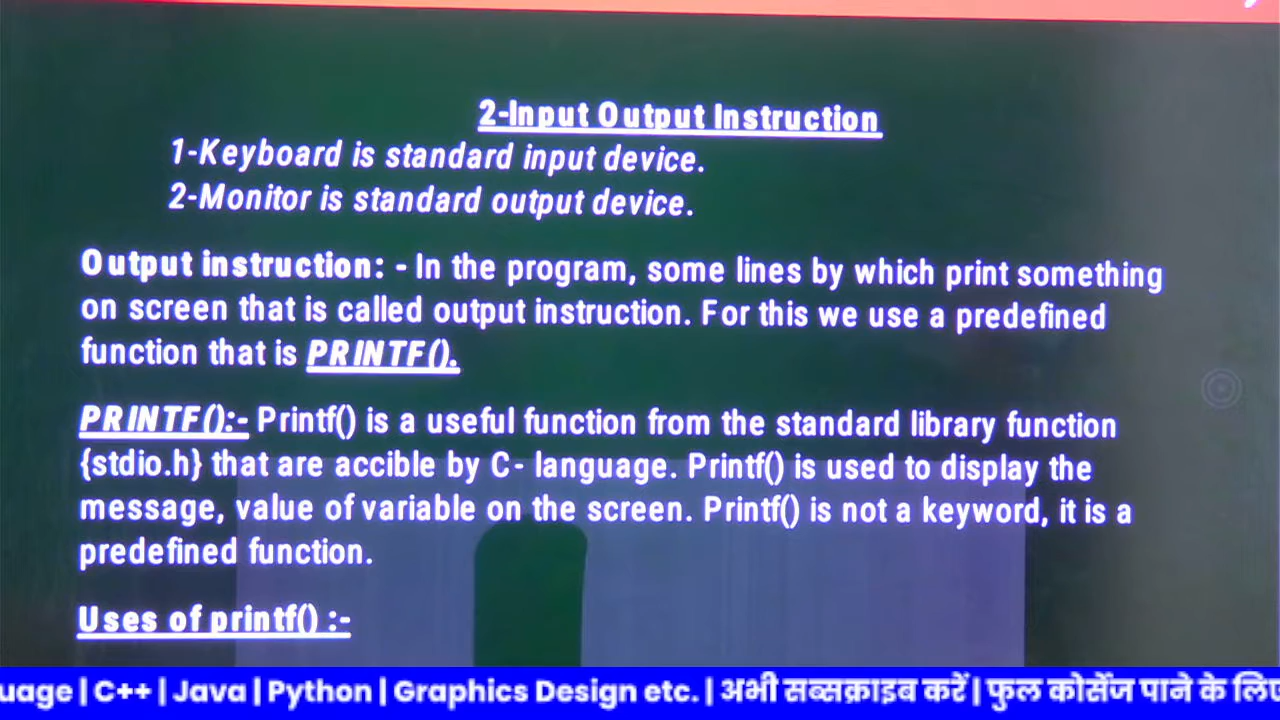 2-Input Output Instruction
1-Keyboard is standard input device.
2-Monitor is standard output device.
Output instruction: - In the program, some lines by which print something
on screen that is called output instruction. For this we use a predefined
function that is PRINTF().
PRINTF():- Printf() is a useful function from the standard library function
{stdio.h} that are accible by C- language. Printf() is used to display the
message, value of variable on the screen. Printf() is not a keyword, it is a
predefined function.
Uses of printf() :-
uage | C++ | Java | Python | Graphics Design etc. | अभी सब्सक्राइब करें | फुल कोर्सेज पाने के लिए